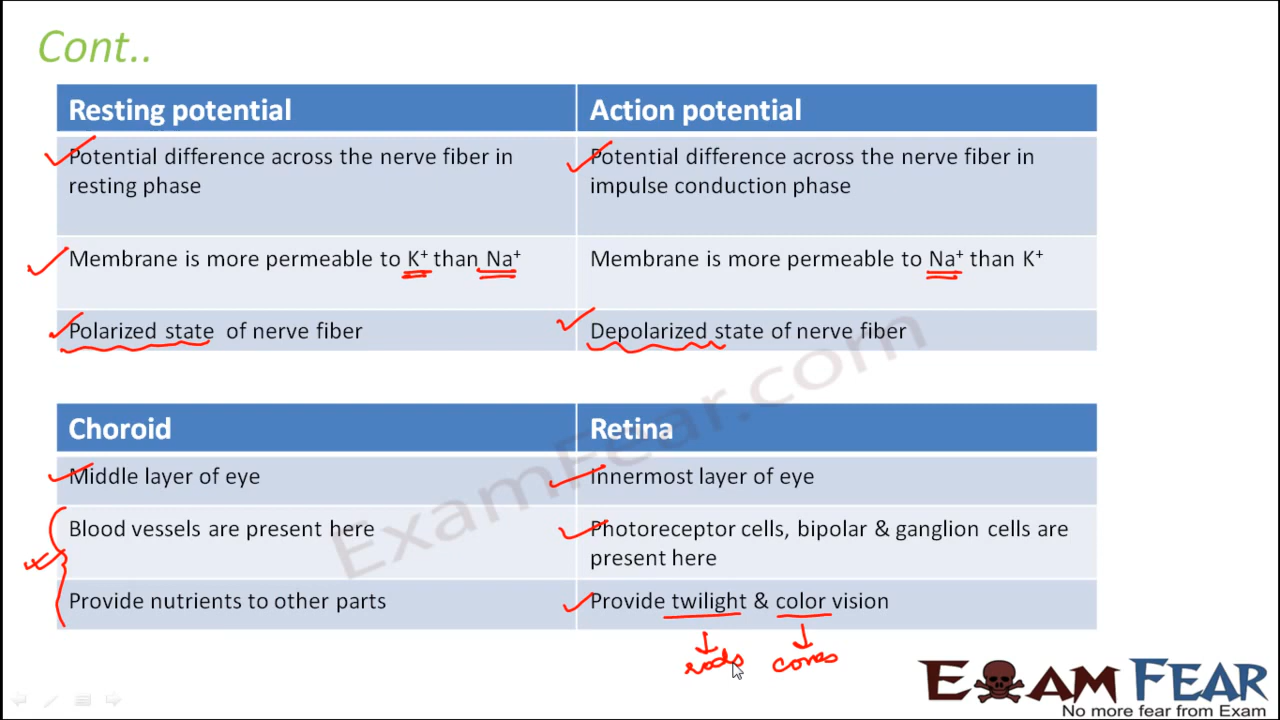 Cont..
Resting potential
Action potential
Potential difference across the nerve fiber in
resting phase
Potential difference across the nerve fiber in
impulse conduction phase
Membrane is more permeable to K⁺ than Na⁺
Membrane is more permeable to Na⁺ than K⁺
Polarized state of nerve fiber
Depolarized state of nerve fiber
Choroid
Retina
Middle layer of eye
Innermost layer of eye
Blood vessels are present here
Photoreceptor cells, bipolar & ganglion cells are
present here
Provide nutrients to other parts
Provide twilight & color vision
rods
cones
ExamFear.com
EXAM FEAR
No more fear from Exam